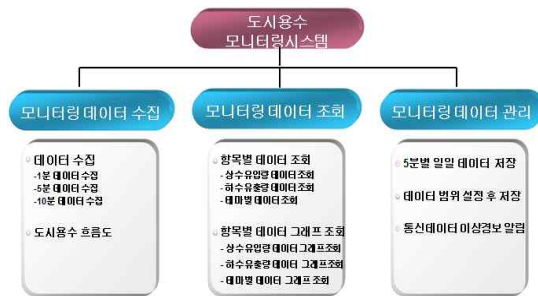 도시용수
모니터링시스템
모니터링 데이터 수집
모니터링 데이터 조회
모니터링 데이터 관리
데이터 수집
-1분 데이터 수집
-5분 데이터 수집
-10분 데이터 수집
도시용수 흐름도
항목별 데이터 조회
- 상수유입량 데이터 조회
- 하수유출량 데이터 조회
- 테마별 데이터 조회
항목별 데이터 그래프 조회
- 상수유입량 데이터 그래프조회
- 하수유출량 데이터 그래프조회
- 테마별 데이터 그래프 조회
5분별 일일 데이터 저장
데이터 범위 설정 후 저장
통신데이터 이상경보 알림